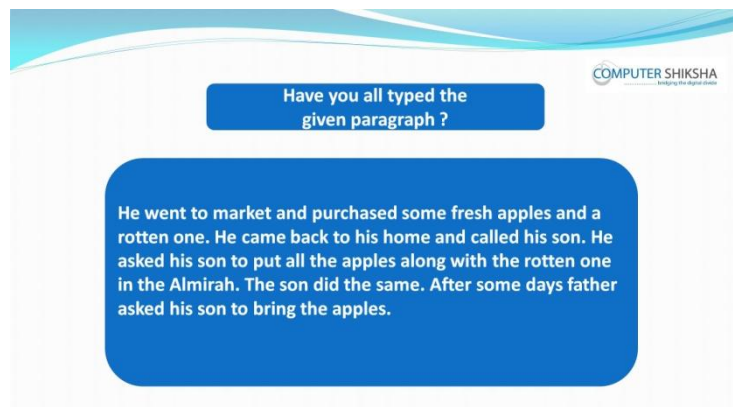 COMPUTER SHIKSHA
bridging the digital divide
Have you all typed the
given paragraph ?
He went to market and purchased some fresh apples and a
rotten one. He came back to his home and called his son. He
asked his son to put all the apples along with the rotten one
in the Almirah. The son did the same. After some days father
asked his son to bring the apples.